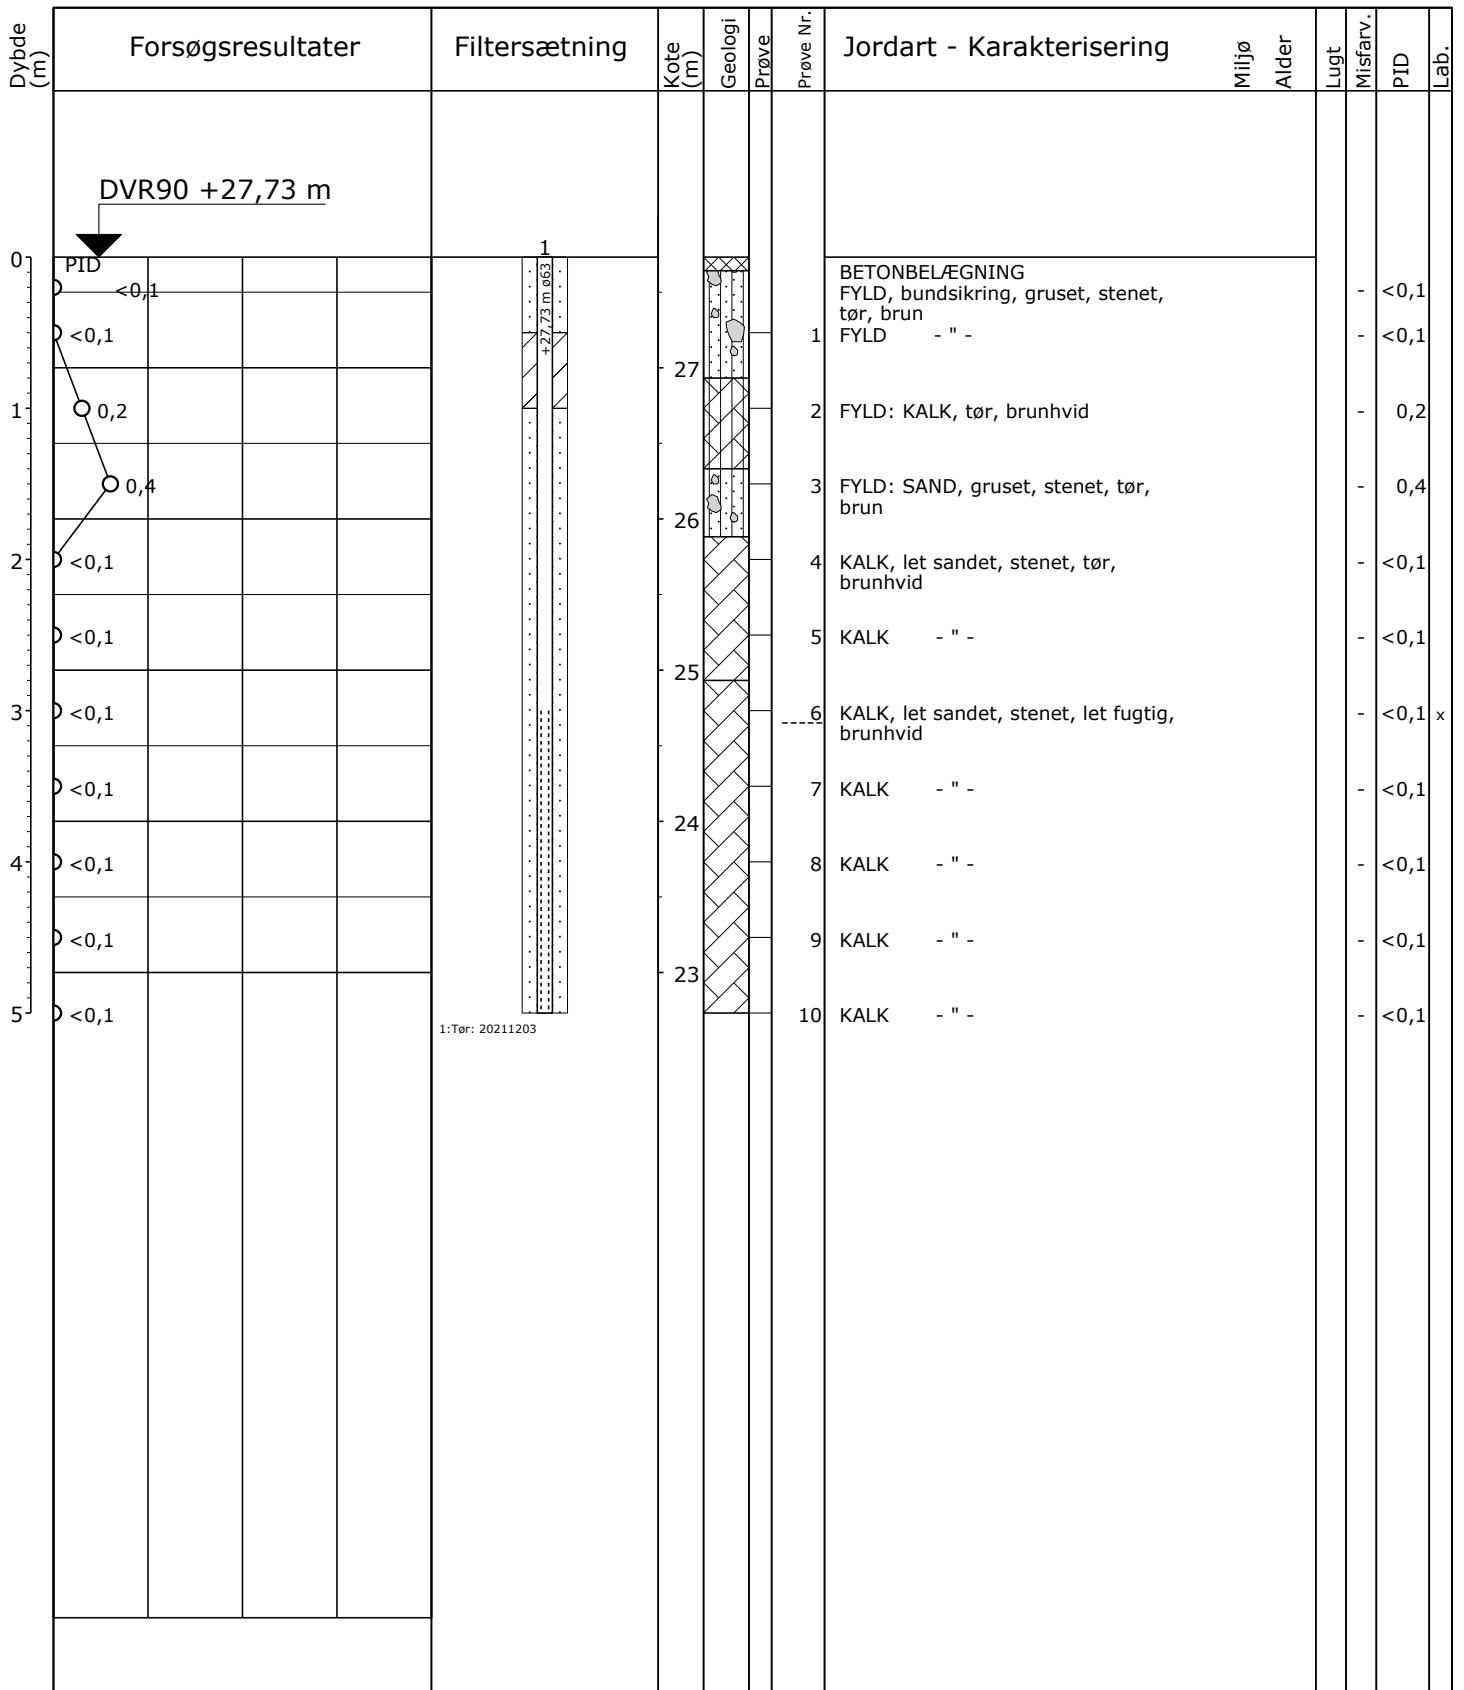 Dybde (m)
Forsøgsresultater
Filtersætning
Kote (m)
Geologi
Prøve
Prøve Nr.
Jordart - Karakterisering
Miljø
Alder
Lugt
Misfarv.
PID
Lab.
DVR90 +27,73 m
0
PID
1
+27,73 m ø63
BETONBELÆGNING
<0,1
FYLD, bundsikring, gruset, stenet, - <0,1
tør, brun
<0,1 1 FYLD - " - - <0,1
27
1 0,2 2 FYLD: KALK, tør, brunhvid - 0,2
0,4 3 FYLD: SAND, gruset, stenet, tør, - 0,4
brun
26
2 <0,1 4 KALK, let sandet, stenet, tør, - <0,1
brunhvid
<0,1 5 KALK - " - - <0,1
25
3 <0,1 6 KALK, let sandet, stenet, let fugtig, - <0,1 x
brunhvid
<0,1 7 KALK - " - - <0,1
24
4 <0,1 8 KALK - " - - <0,1
<0,1 9 KALK - " - - <0,1
23
5 <0,1 10 KALK - " - - <0,1
1:Tør: 20211203